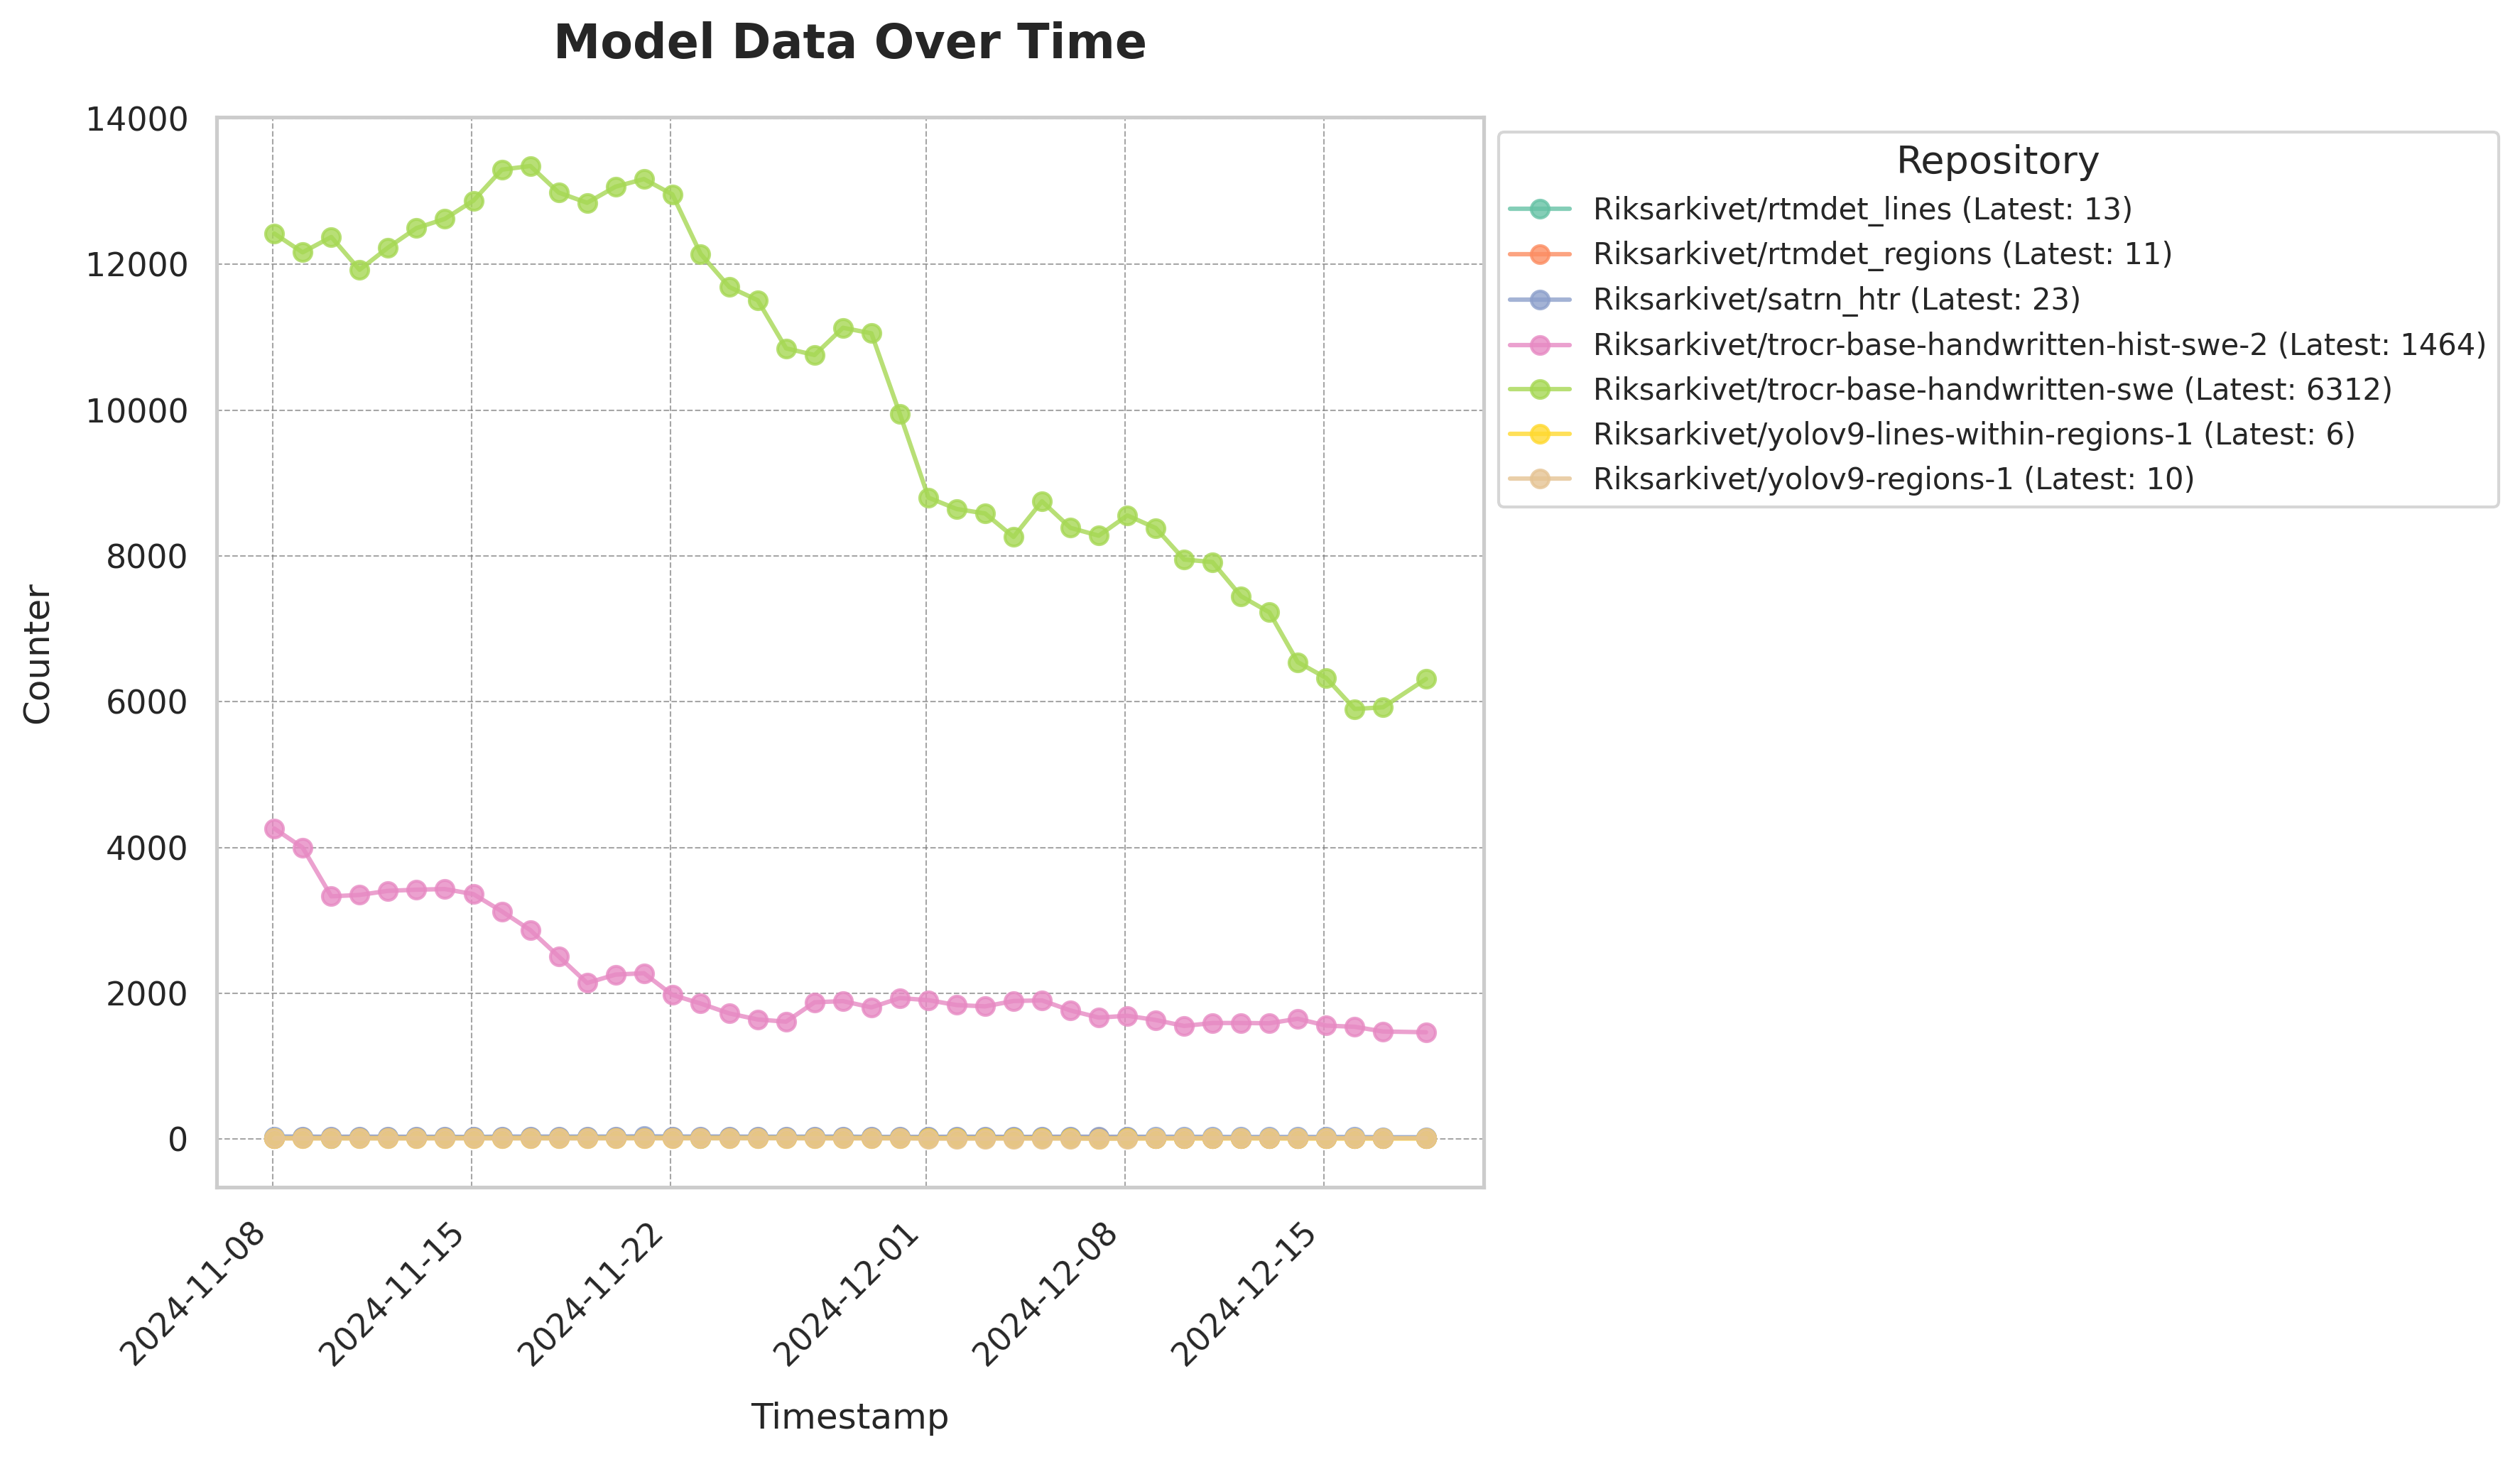 Model Data Over Time
14000
12000
10000
8000
6000
4000
2000
0
Counter
2024-11-08
2024-11-15
2024-11-22
2024-12-01
2024-12-08
2024-12-15
Timestamp
Repository
Riksarkivet/rtmdet_lines (Latest: 13)
Riksarkivet/rtmdet_regions (Latest: 11)
Riksarkivet/satrn_htr (Latest: 23)
Riksarkivet/trocr-base-handwritten-hist-swe-2 (Latest: 1464)
Riksarkivet/trocr-base-handwritten-swe (Latest: 6312)
Riksarkivet/yolov9-lines-within-regions-1 (Latest: 6)
Riksarkivet/yolov9-regions-1 (Latest: 10)